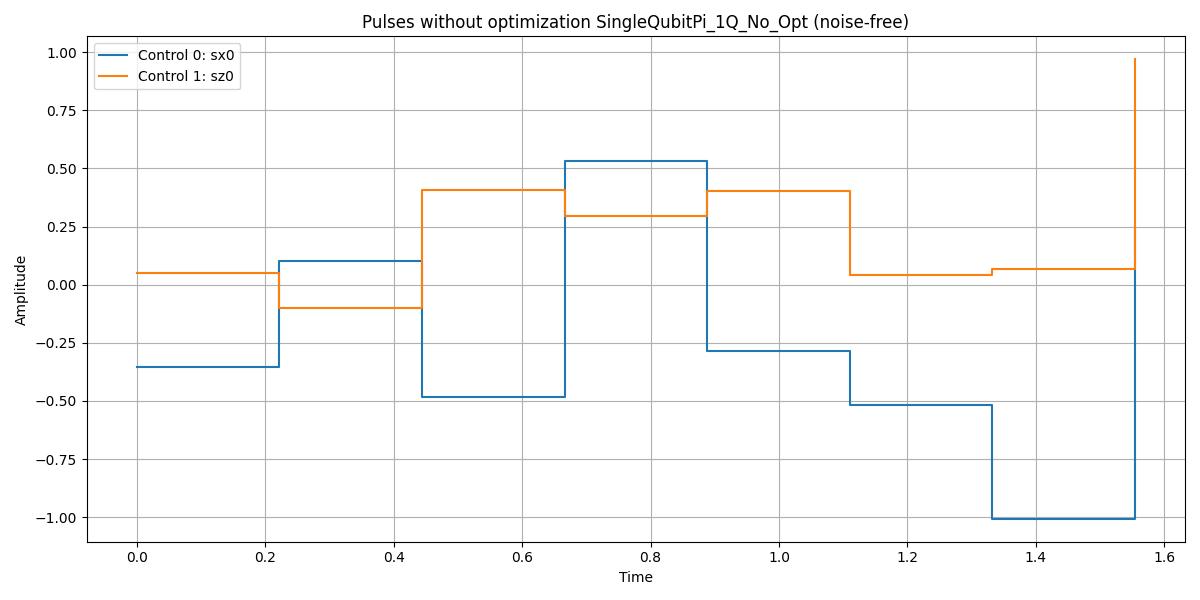 Pulses without optimization SingleQubitPi_1Q_No_Opt (noise-free)
Control 0: sx0
Control 1: sz0
Amplitude
1.00
0.75
0.50
0.25
0.00
−0.25
−0.50
−0.75
−1.00
0.0 0.2 0.4 0.6 0.8 1.0 1.2 1.4 1.6
Time